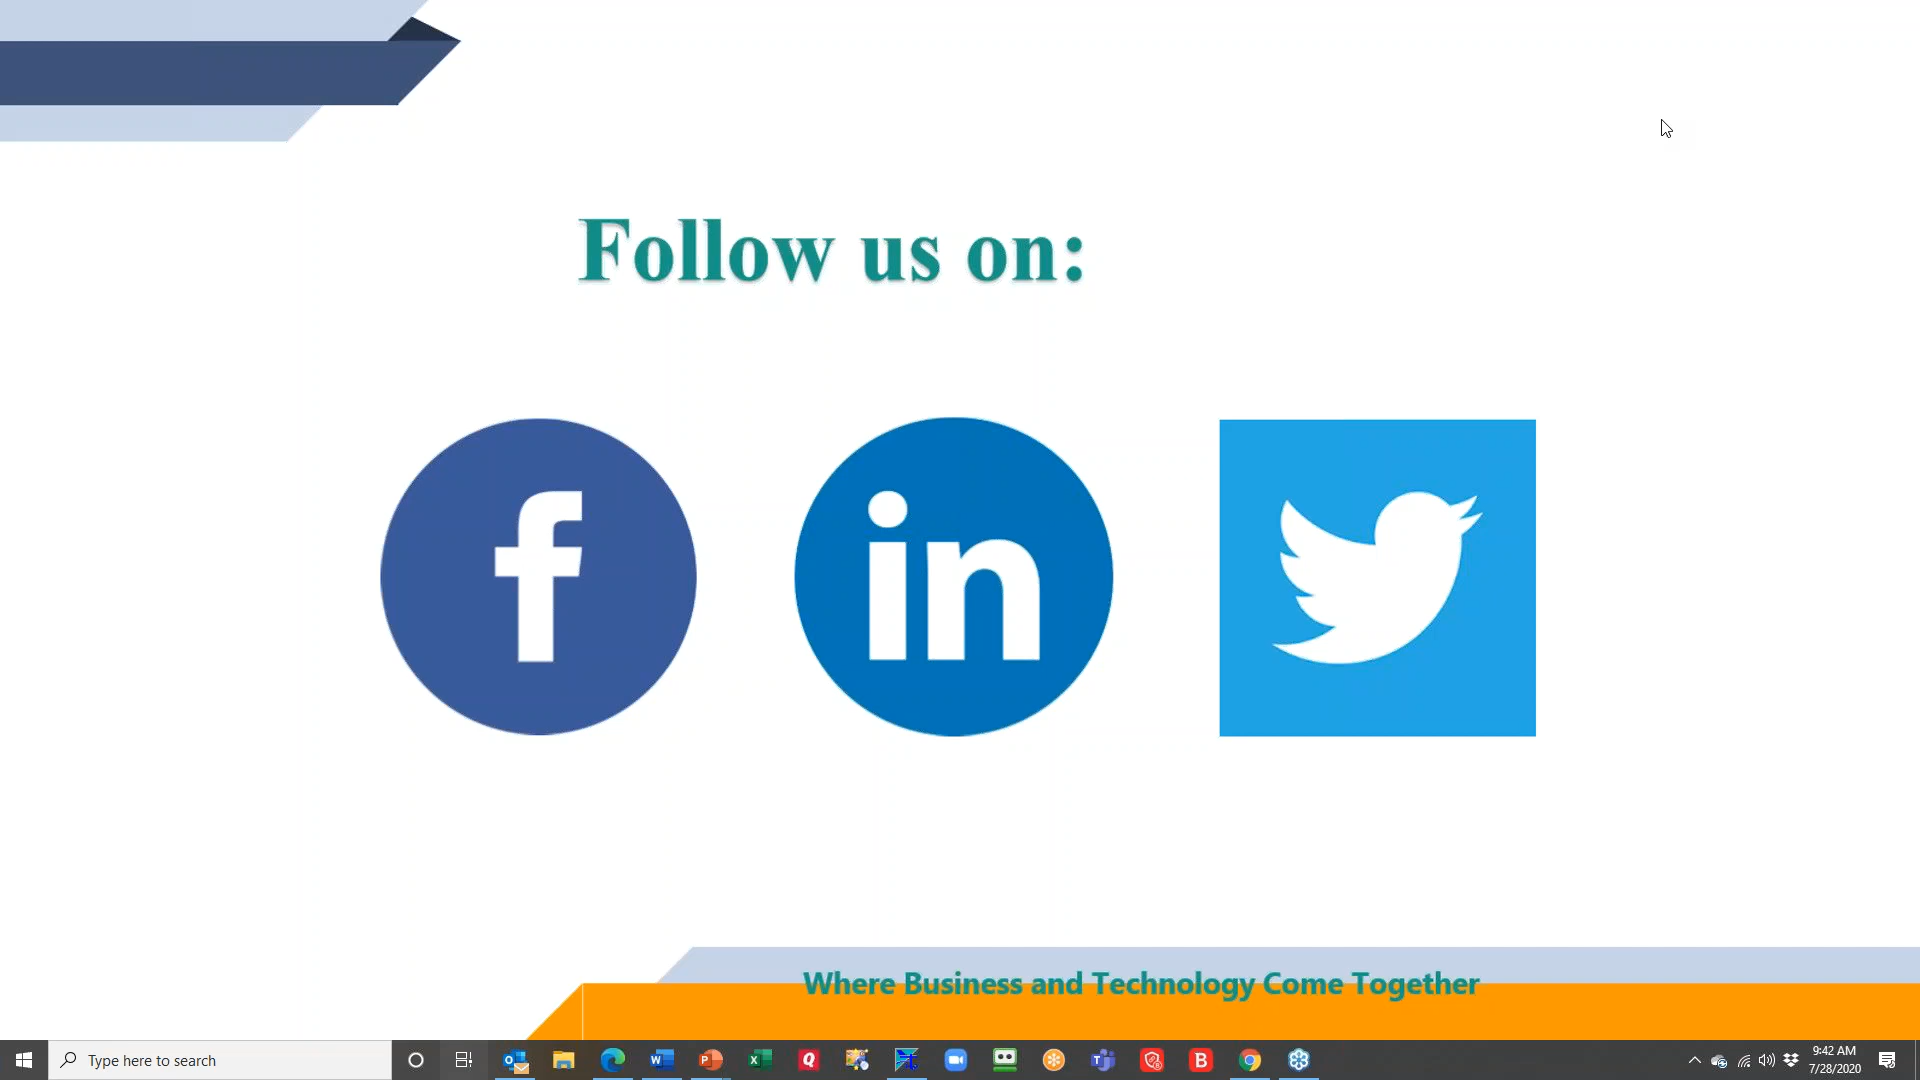 Follow us on:
f
in
Where Business and Technology Come Together
Type here to search
9:42 AM
7/28/2020